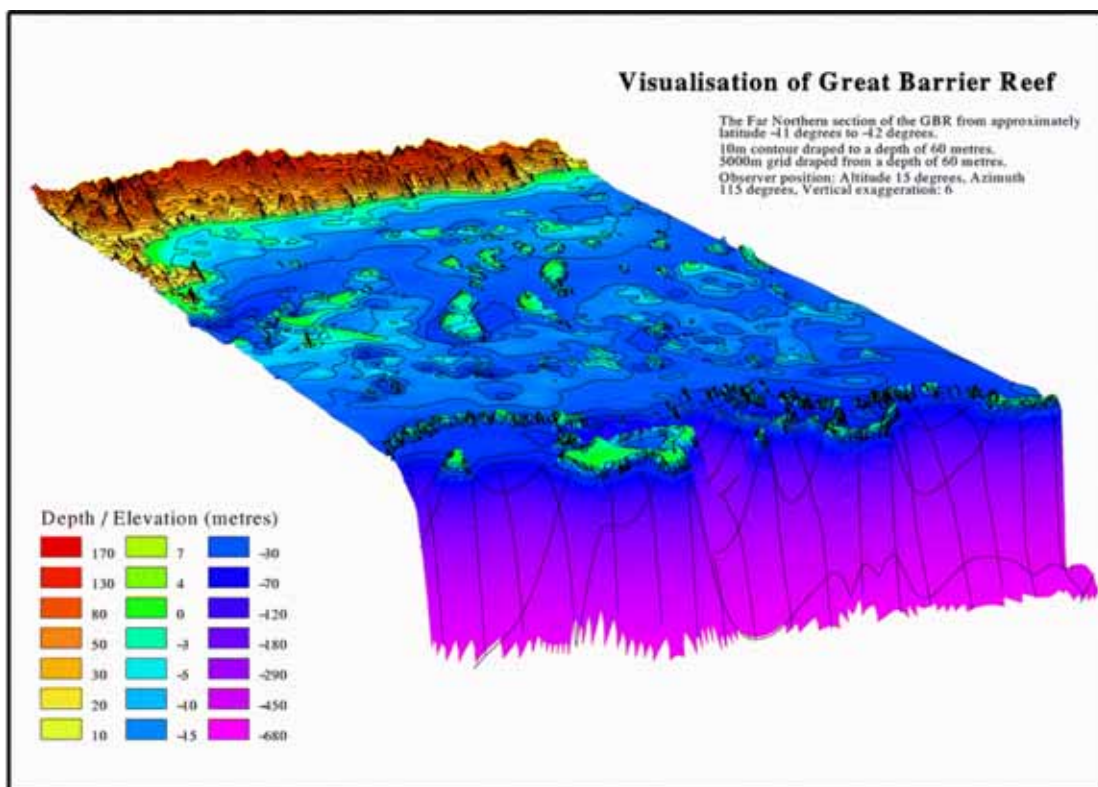 Visualisation of Great Barrier Reef
The Far Northern section of the GBR from approximately
latitude -11 degrees to -12 degrees.
10m contour draped to a depth of 60 metres.
5000m grid draped from a depth of 60 metres.
Observer position: Altitude 15 degrees, Azimuth
115 degrees, Vertical exaggeration: 6
Depth / Elevation (metres)
170 7 -30
130 4 -70
80 0 -120
50 -3 -180
30 -5 -290
20 -10 -450
10 -15 -680